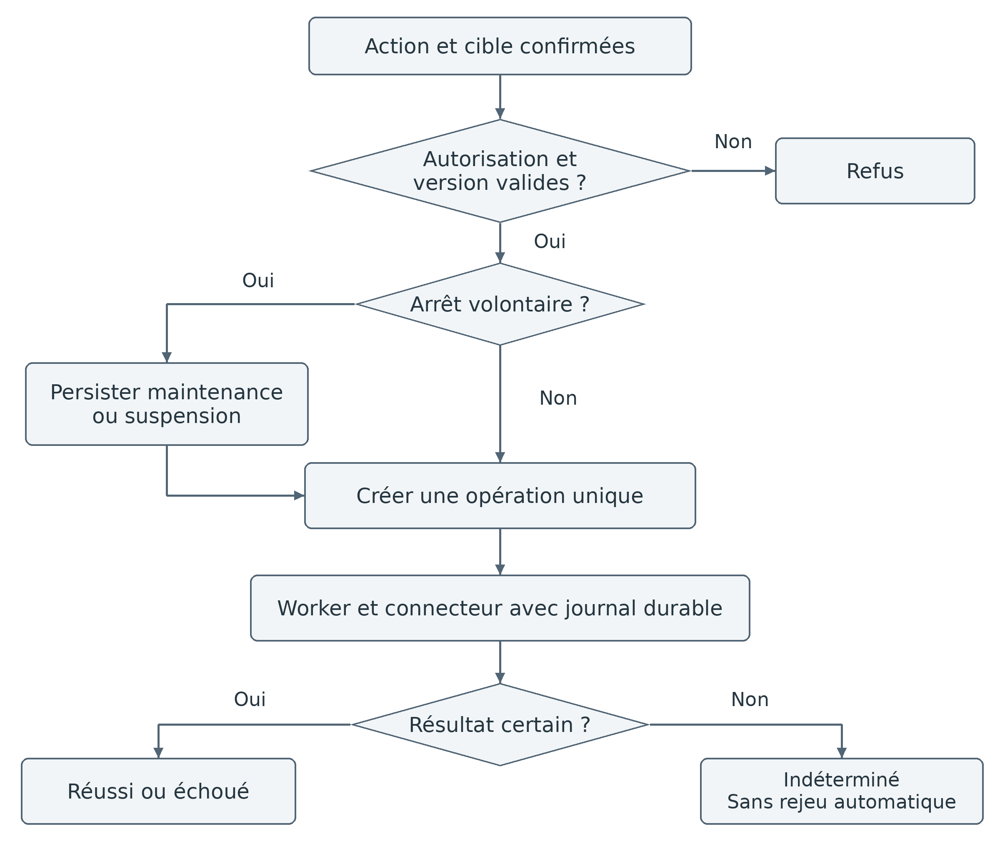 Action et cible confirmées
Autorisation et
version valides ?
Non
Refus
Oui
Oui
Arrêt volontaire ?
Persister maintenance
ou suspension
Non
Créer une opération unique
Worker et connecteur avec journal durable
Oui
Résultat certain ?
Non
Réussi ou échoué
Indéterminé
Sans rejeu automatique